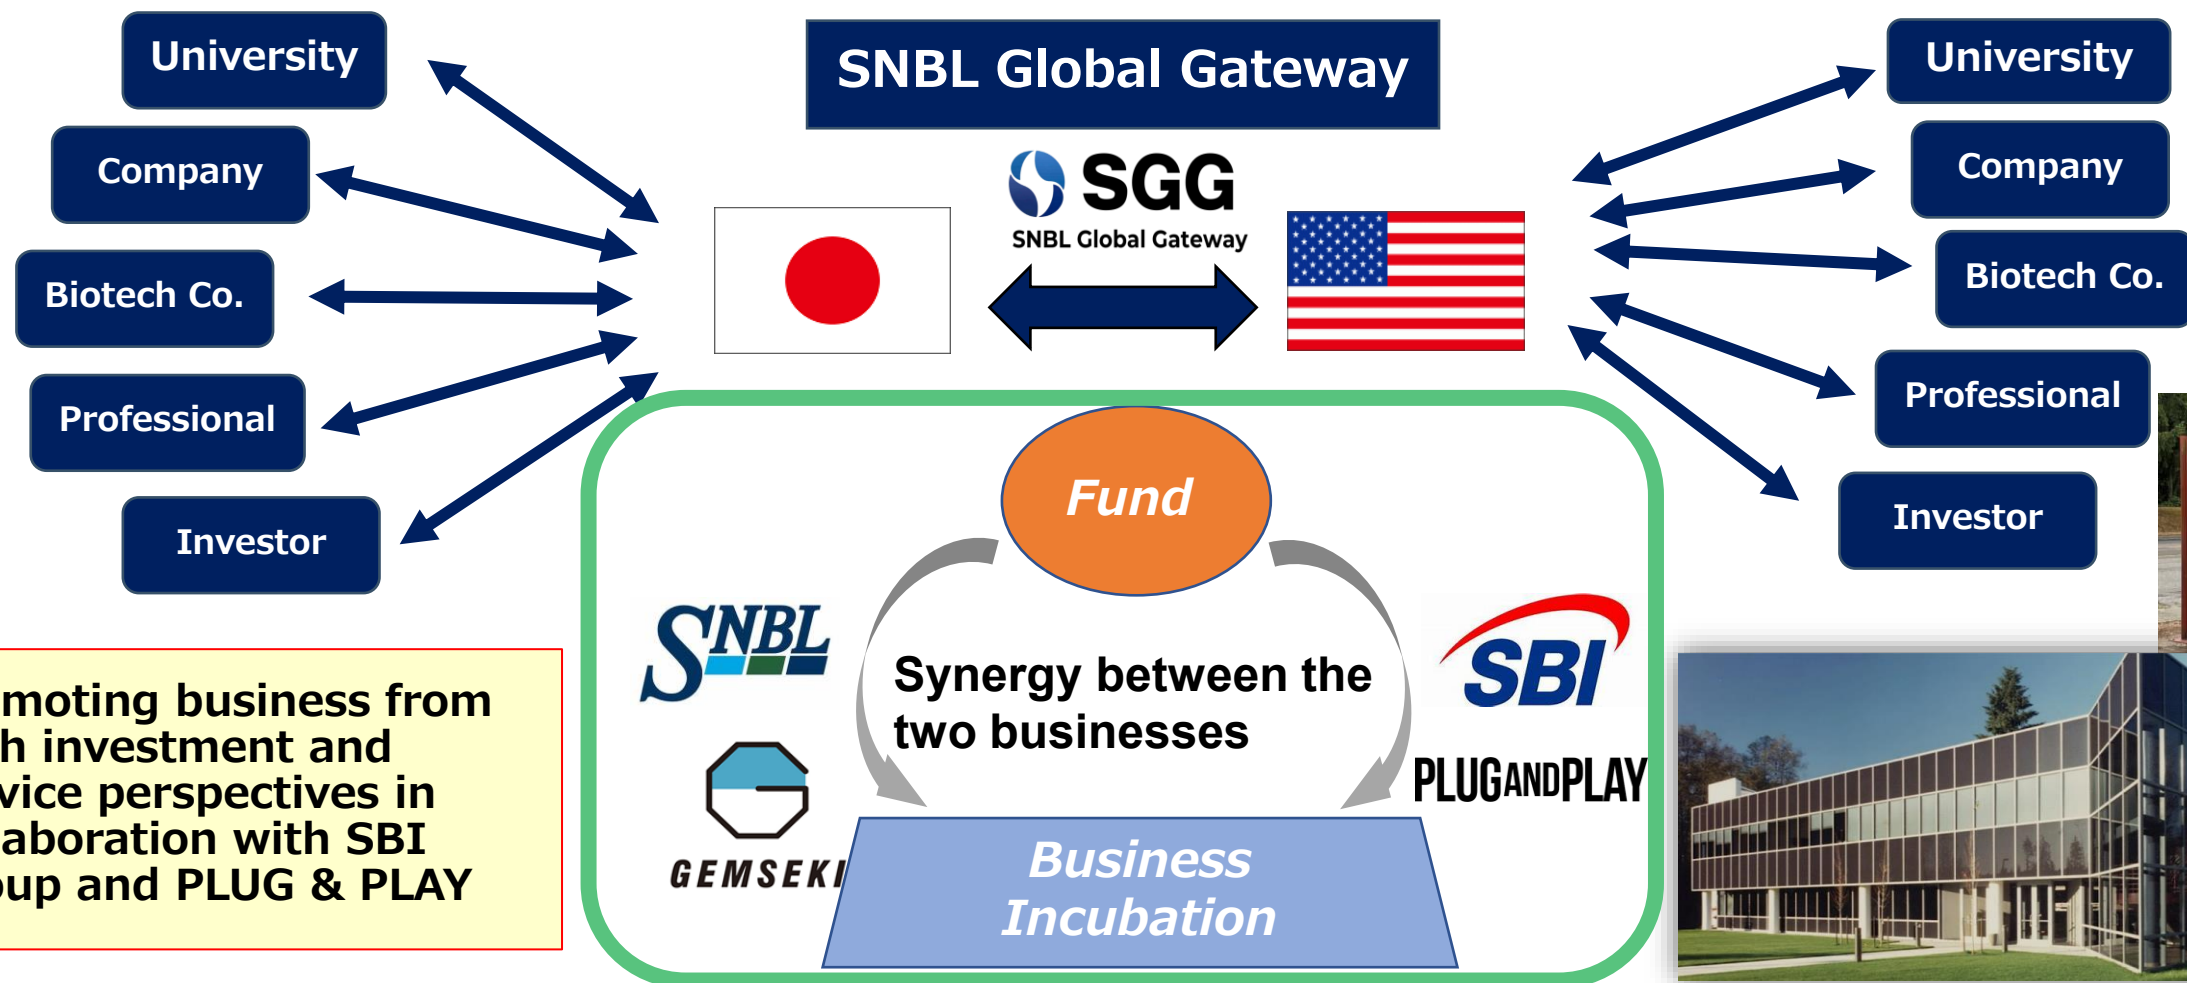 University
Company
Biotech Co.
Professional
Investor
SNBL Global Gateway
SGG
SNBL Global Gateway
University
Company
Biotech Co.
Professional
Investor
Fund
SNBL
GEMSEKI
Synergy between the
two businesses
SBI
PLUGANDPLAY
Business
Incubation
moting business from
h investment and
vice perspectives in
aboration with SBI
oup and PLUG & PLAY